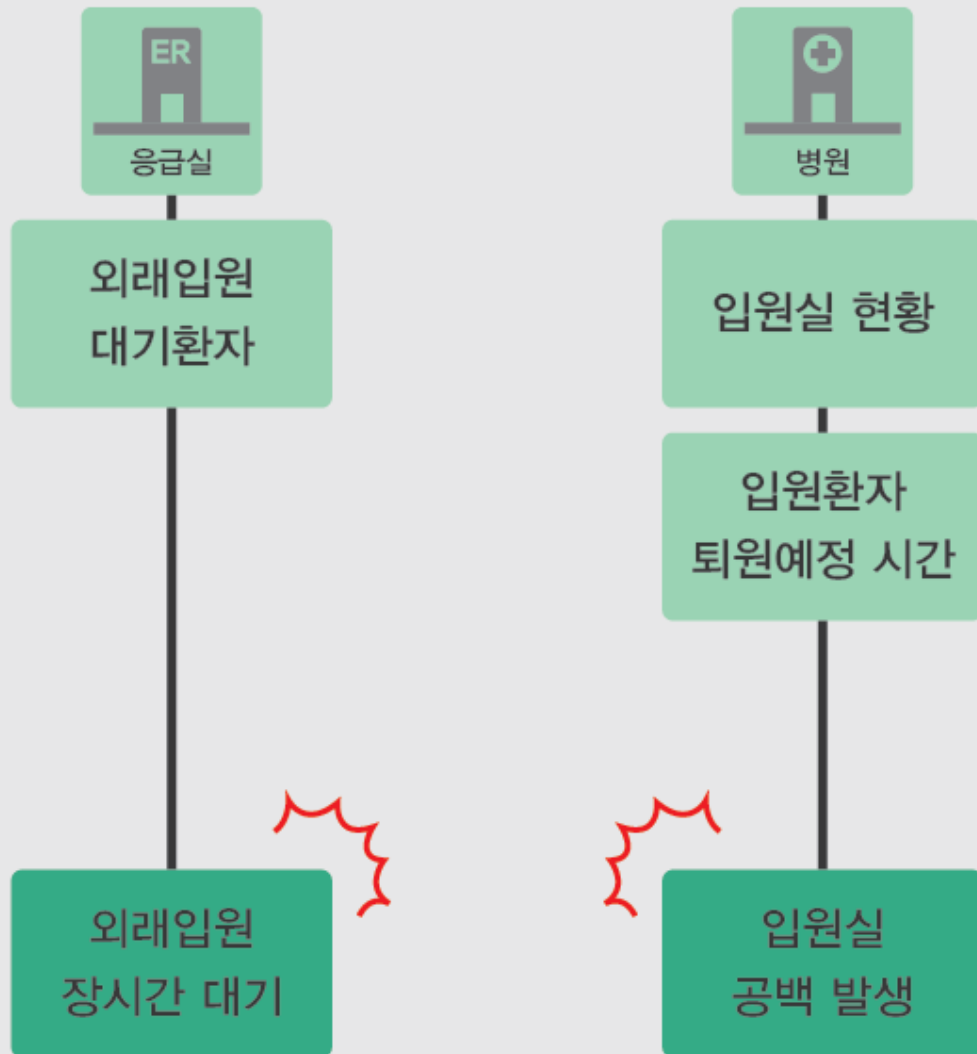 ER
응급실
외래입원
대기환자
외래입원
장시간 대기
병원
입원실 현황
입원환자
퇴원예정 시간
입원실
공백 발생